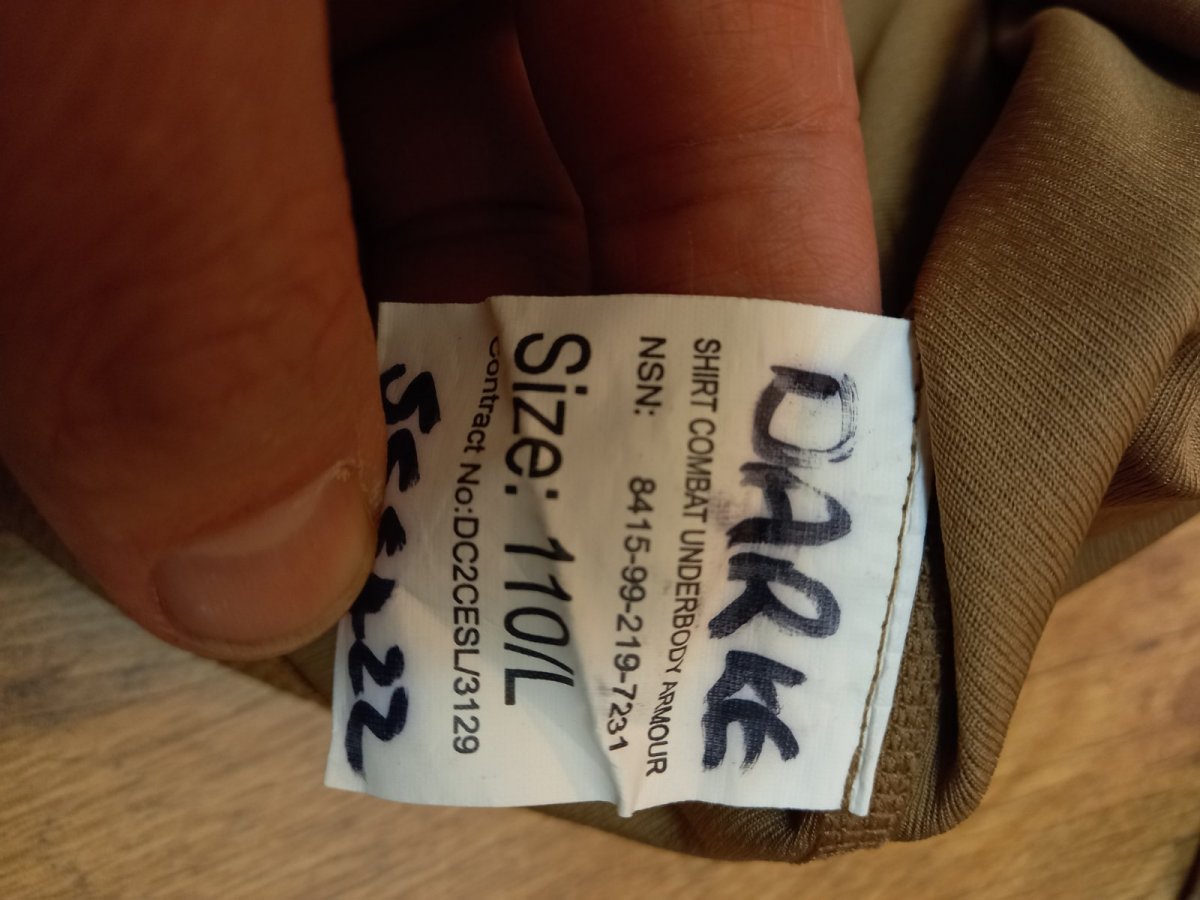 DARKE
SHIRT COMBAT UNDERBODY ARMOUR
NSN: 8415-99-219-7231
Size: 110/L
Contract No:DC2CESL/3129